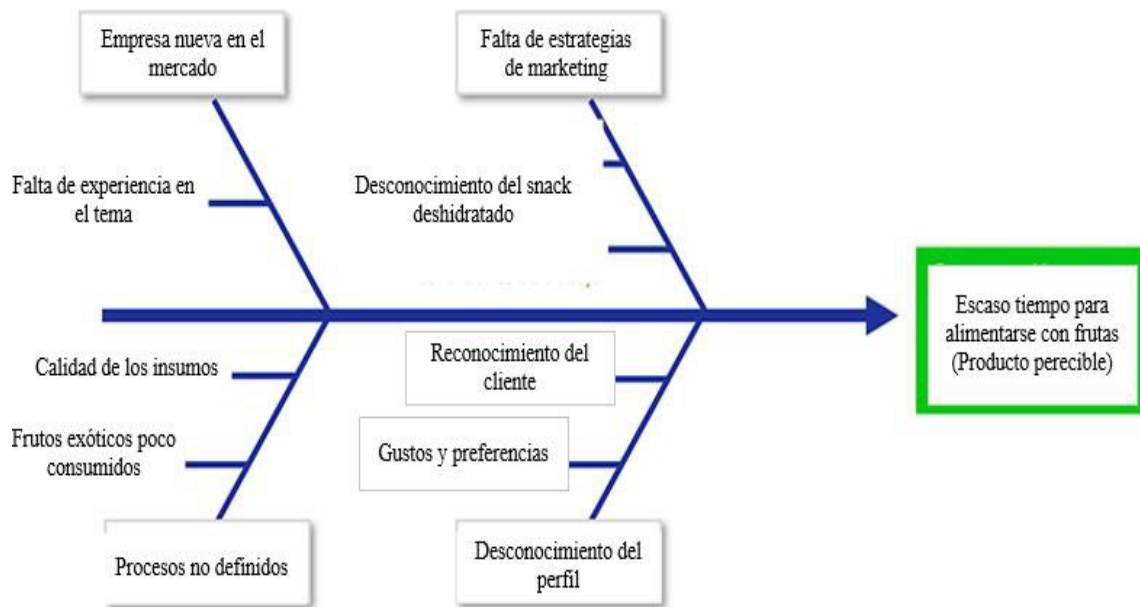 Empresa nueva en el
mercado
Falta de estrategias
de marketing
Falta de experiencia en
el tema
Desconocimiento del snack
deshidratado
Escaso tiempo para
alimentarse con frutas
(Producto perecible)
Calidad de los insumos
Reconocimiento del
cliente
Frutos exóticos poco
consumidos
Gustos y preferencias
Procesos no definidos
Desconocimiento del
perfil